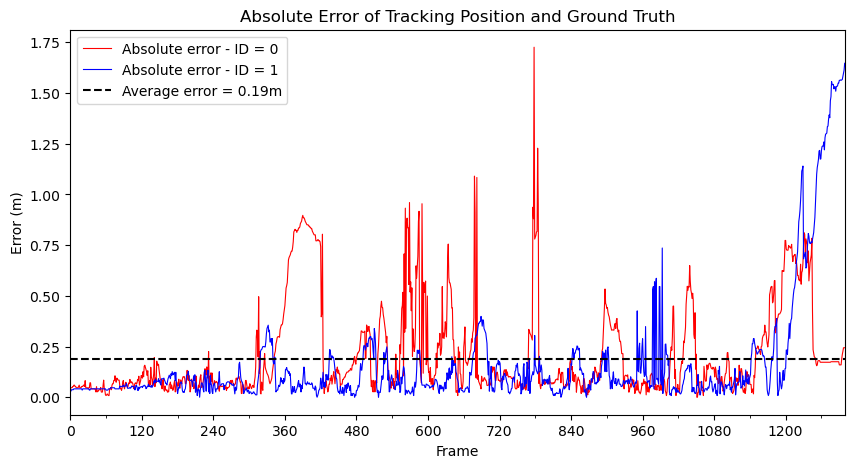 Absolute Error of Tracking Position and Ground Truth
Absolute error - ID = 0
Absolute error - ID = 1
Average error = 0.19m
1.75
1.50
1.25
1.00
0.75
0.50
0.25
0.00
Error (m)
0 120 240 360 480 600 720 840 960 1080 1200
Frame